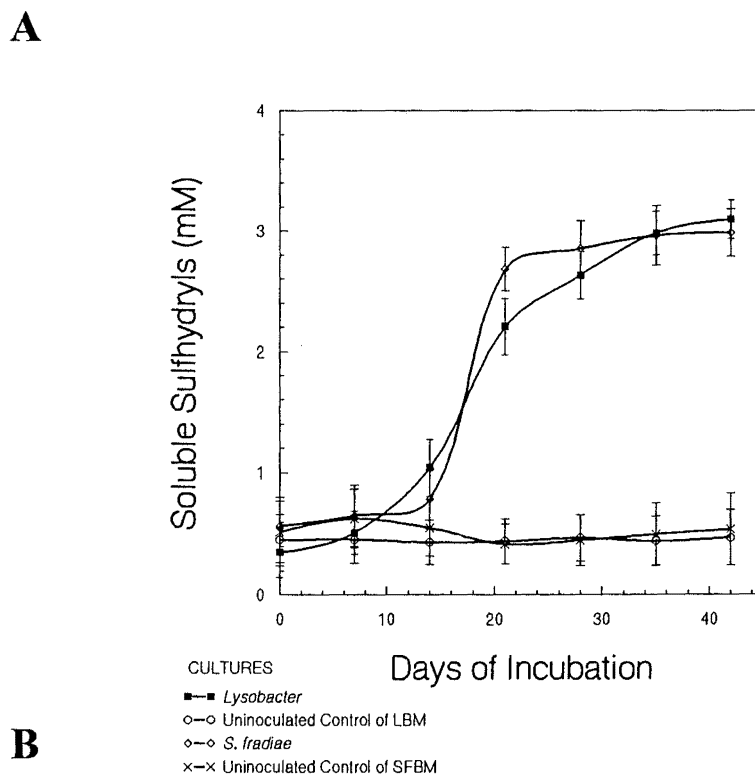 A
4
3
2
1
0
Soluble Sulfhydryls (mM)
0 10 20 30 40
Days of Incubation
CULTURES
Lysobacter
Uninoculated Control of LBM
S. fradiae
Uninoculated Control of SFBM
B